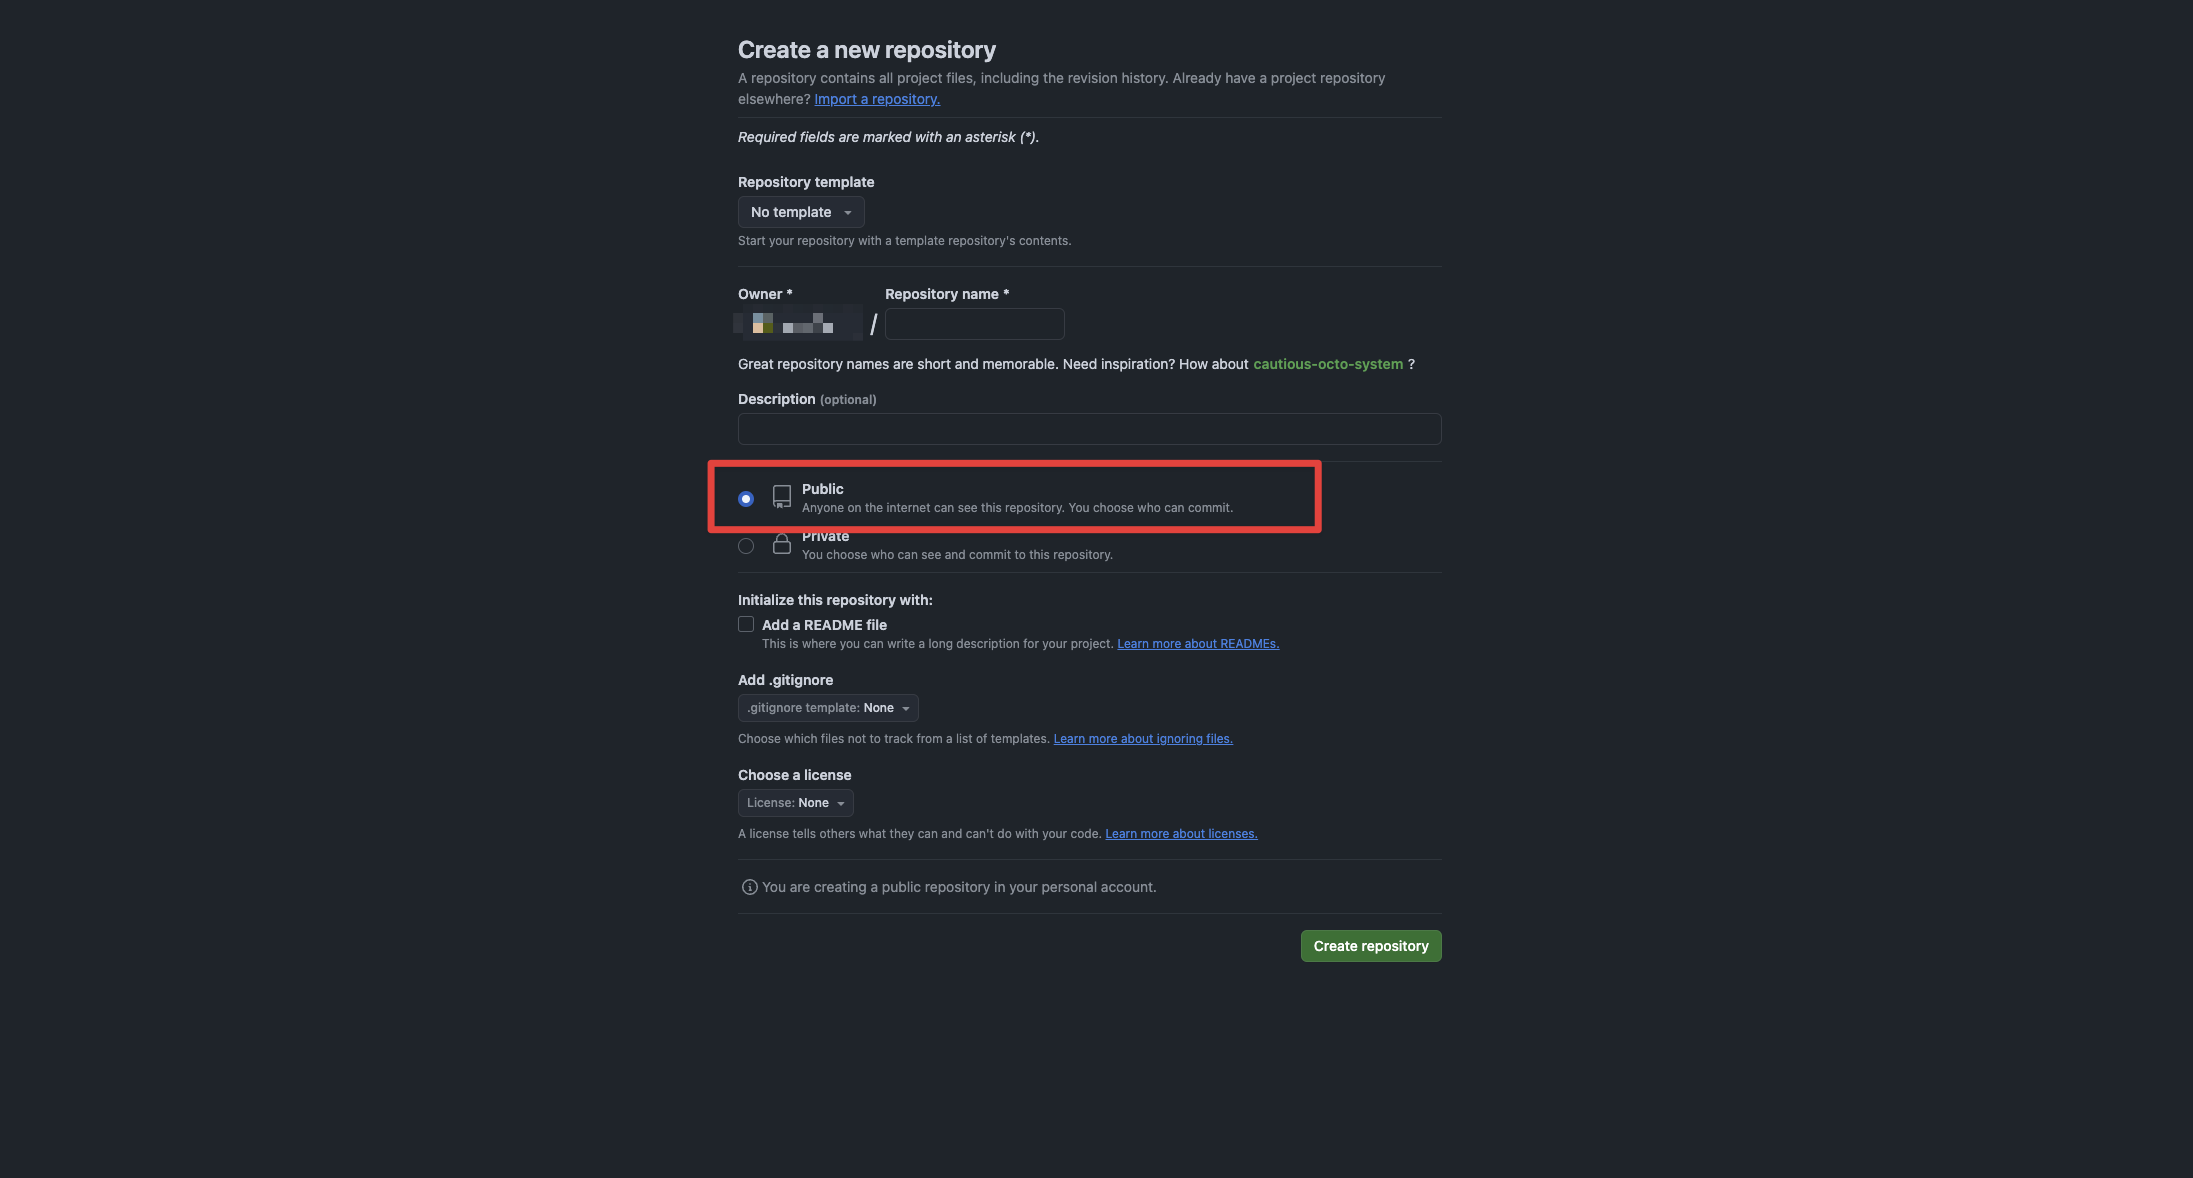 Create a new repository
A repository contains all project files, including the revision history. Already have a project repository
elsewhere? Import a repository.
Required fields are marked with an asterisk (*).
Repository template
No template
Start your repository with a template repository's contents.
Owner * Repository name *
/
Great repository names are short and memorable. Need inspiration? How about cautious-octo-system ?
Description (optional)
Public
Anyone on the internet can see this repository. You choose who can commit.
Private
You choose who can see and commit to this repository.
Initialize this repository with:
Add a README file
This is where you can write a long description for your project. Learn more about READMEs.
Add .gitignore
.gitignore template: None
Choose which files not to track from a list of templates. Learn more about ignoring files.
Choose a license
License: None
A license tells others what they can and can't do with your code. Learn more about licenses.
You are creating a public repository in your personal account.
Create repository